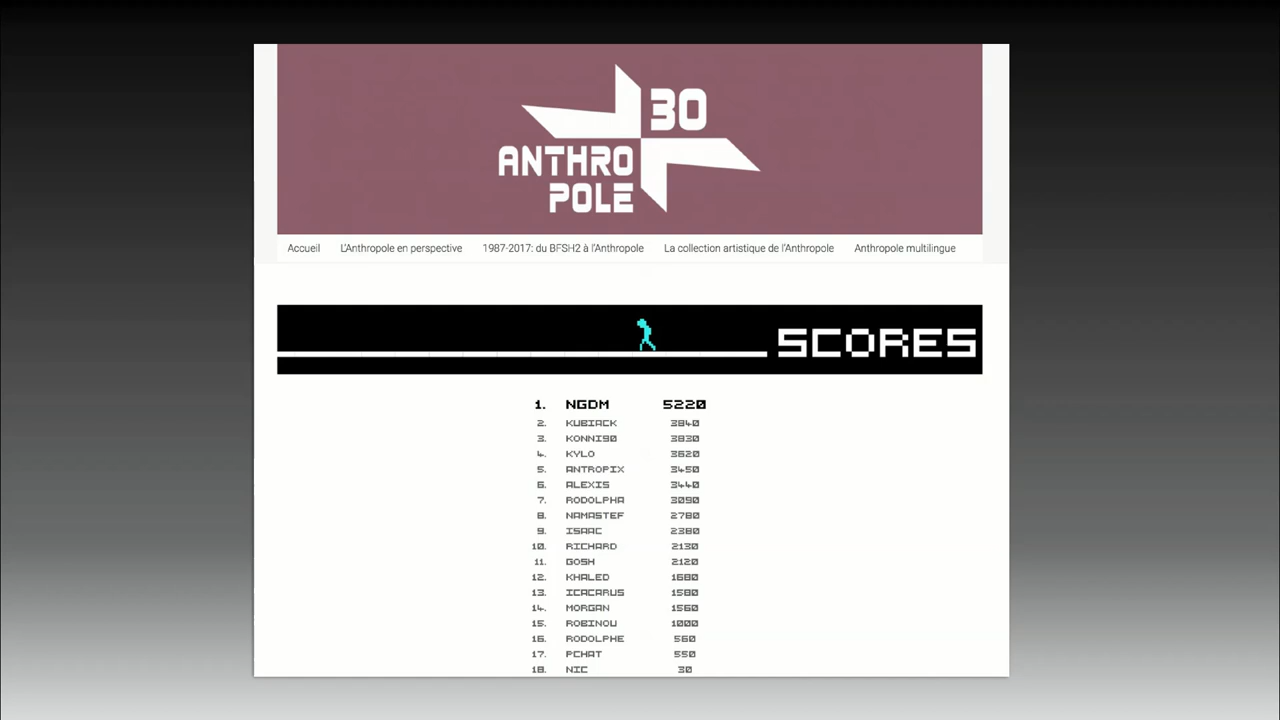 30
ANTHRO
POLE
Accueil L'Anthropole en perspective 1987-2017: du BFSH2 à l'Anthropole La collection artistique de l'Anthropole Anthropole multilingue
SCORES
1. NGDM 5220
2. KUBIACK 3840
3. KONNI90 3830
4. KYLO 3620
5. ANTROPIX 3450
6. ALEXIS 3440
7. RODOLPHA 3090
8. NAMASTEF 2780
9. ISAAC 2380
10. RICHARD 2130
11. GOSH 2120
12. KHALED 1680
13. ICACARUS 1580
14. MORGAN 1560
15. ROBINOU 1000
16. RODOLPHE 560
17. PCHAT 550
18. NIC 30